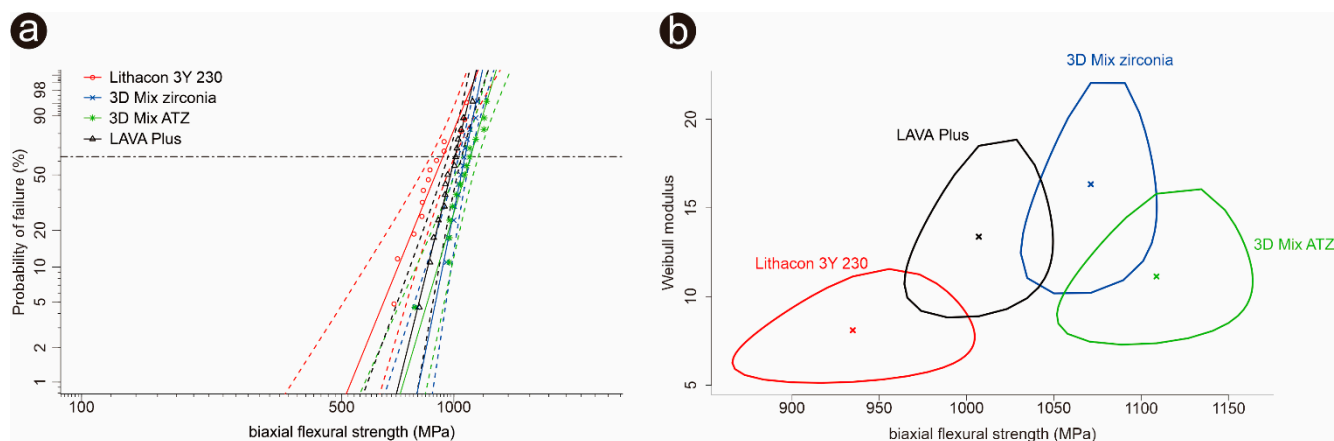 a
Lithacon 3Y 230
3D Mix zirconia
3D Mix ATZ
LAVA Plus
Probability of failure (%)
98
90
50
20
10
5
2
1
100
500
1000
biaxial flexural strength (MPa)
b
3D Mix zirconia
LAVA Plus
3D Mix ATZ
Lithacon 3Y 230
Weibull modulus
20
15
10
5
900
950
1000
1050
1100
1150
biaxial flexural strength (MPa)